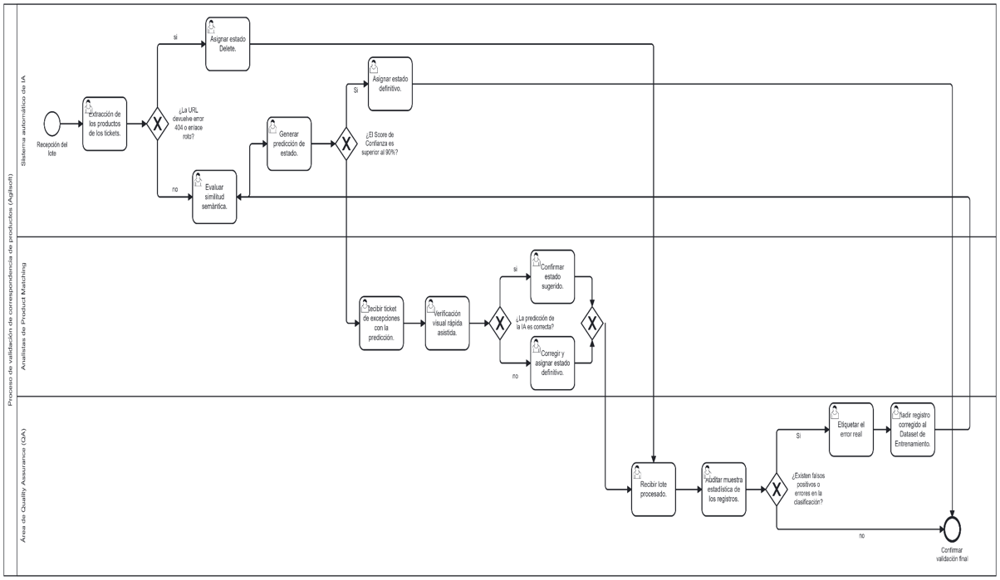 Proceso de validación de correspondencia de productos (Agilisoft)
Sistema automático de IA
Recepción del
lote
Extracción de
los productos
de los tickets.
¿La URL
devuelve error
404 o enlace
roto?
si
Asignar estado
Delete.
no
Evaluar
similitud
semántica.
Generar
predicción de
estado.
¿El Score de
Confianza es
superior al 90%?
Si
Asignar estado
definitivo.
Analistas de Product Matching
Recibir ticket
de excepciones
con la
predicción.
Verificación
visual rápida
asistida.
¿La predicción de
la IA es correcta?
si
Confirmar
estado
sugerido.
no
Corregir y
asignar estado
definitivo.
Área de Quality Assurance (QA)
Recibir lote
procesado.
Auditar muestra
estadística de
los registros.
¿Existen falsos
positivos o
errores en la
clasificación?
Si
Etiquetar el
error real
Añadir registro
corregido al
Dataset de
Entrenamiento.
no
Confirmar
validación final